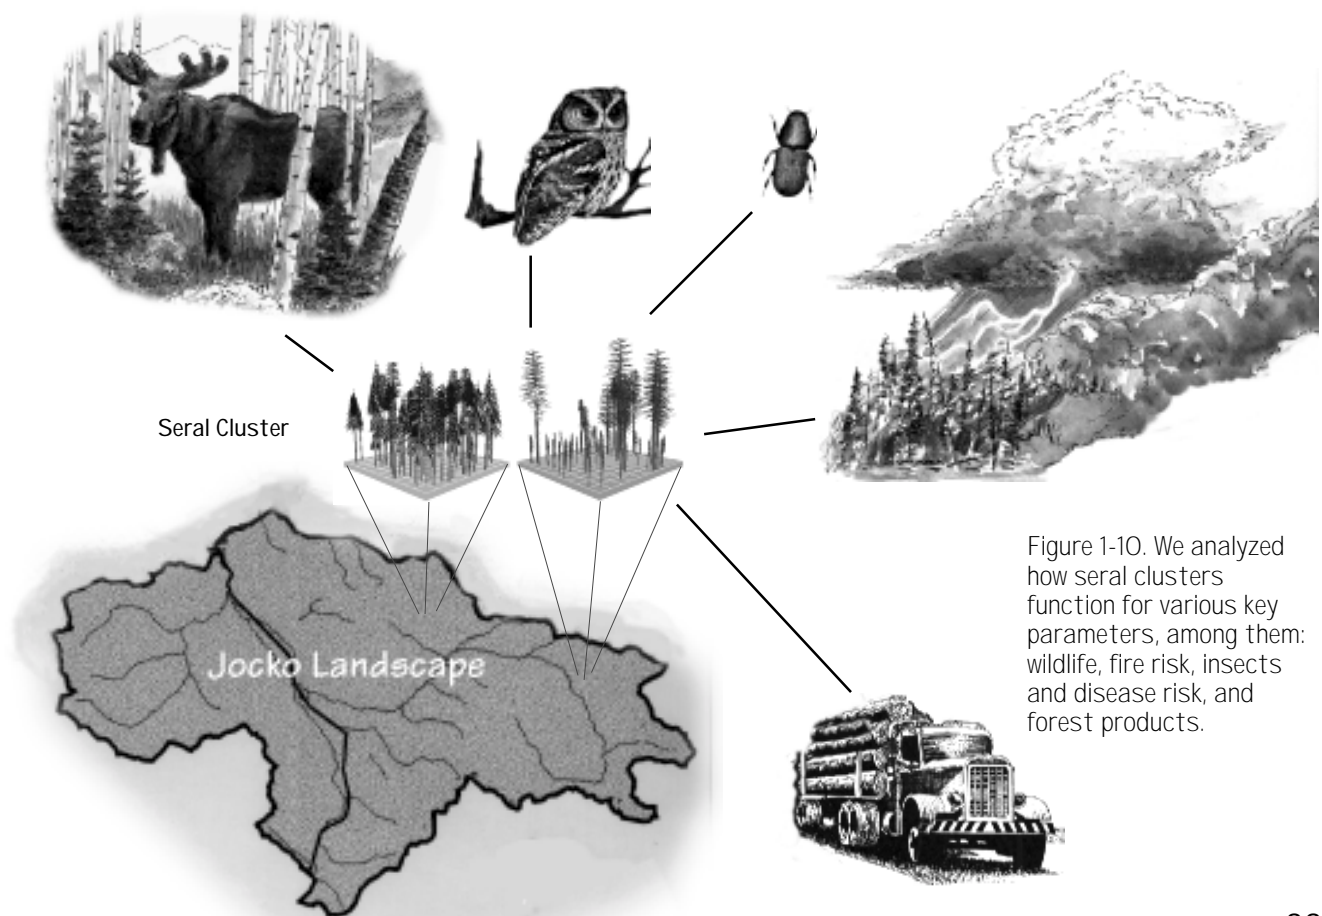 Seral Cluster
Jocko Landscape
Figure 1-10. We analyzed
how seral clusters
function for various key
parameters, among them:
wildlife, fire risk, insects
and disease risk, and
forest products.